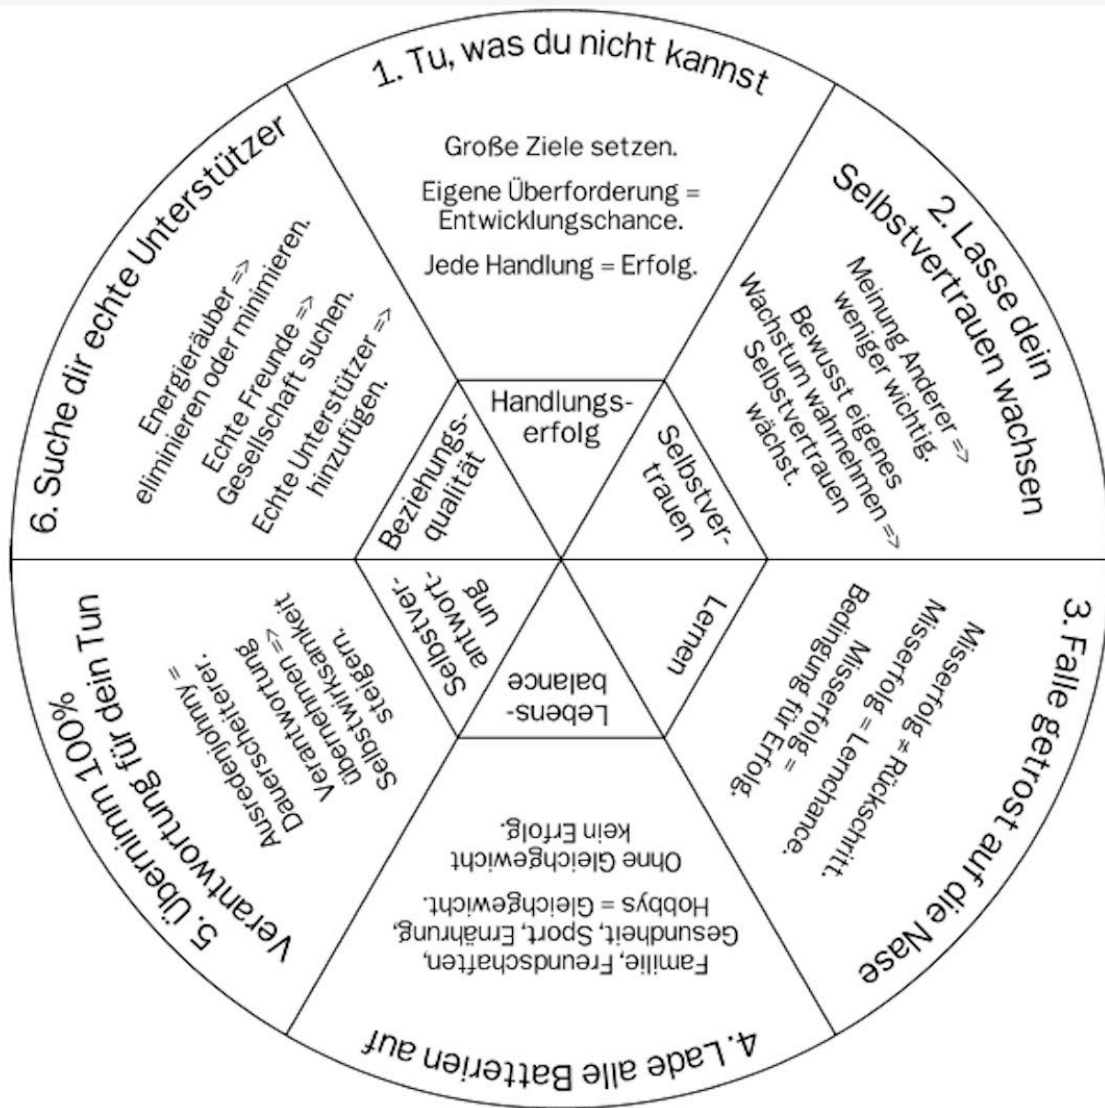 1. Tu, was du nicht kannst
Große Ziele setzen.
Eigene Überforderung =
Entwicklungschance.
Jede Handlung = Erfolg.
Handlungs-
erfolg
2. Lasse dein
Selbstvertrauen wachsen
Meinung Anderer =>
weniger wichtig.
Bewusst eigenes
Wachstum wahrnehmen =>
Selbstvertrauen
wächst.
Selbstver-
trauen
3. Falle getrost auf die Nase
Misserfolg ≠ Rückschritt.
Misserfolg = Lernchance.
Misserfolg =
Bedingung für Erfolg.
Lernen
4. Lade alle Batterien auf
Familie, Freundschaften,
Gesundheit, Sport, Ernährung,
Hobbys = Gleichgewicht.
Ohne Gleichgewicht
kein Erfolg.
Lebens-
balance
5. Übernimm 100%
Verantwortung für dein Tun
Ausredenjohnny =
Dauerscheiterer.
Verantwortung
übernehmen =>
Selbstwirksamkeit
steigern.
Selbstver-
antwort-
ung
6. Suche dir echte Unterstützer
Energieräuber =>
eliminieren oder minimieren.
Echte Freunde =>
Gesellschaft suchen.
Echte Unterstützer =>
hinzufügen.
Beziehungs-
qualität